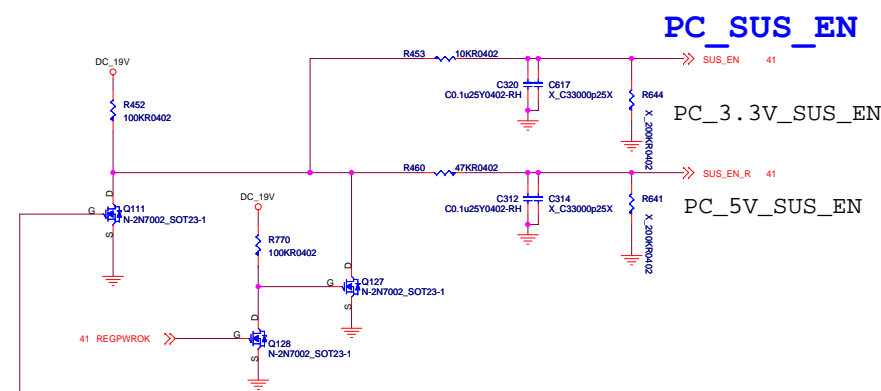 PC_SUS_EN
R453 10KR0402
SUS_EN 41
DC_19V
C320 C617
C0.1u25Y0402-RH X_C33000p25X
R644
X_200KR0402
PC_3.3V_SUS_EN
R452
100KR0402
R460 47KR0402
SUS_EN_R 41
D
Q111
G
N-2N7002_SOT23-1
S
DC_19V
C312 C314
C0.1u25Y0402-RH X_C33000p25X
R641
X_200KR0402
PC_5V_SUS_EN
R770
100KR0402
D
Q127
G
N-2N7002_SOT23-1
S
D
41 REGPWROK
G
Q128
N-2N7002_SOT23-1
S